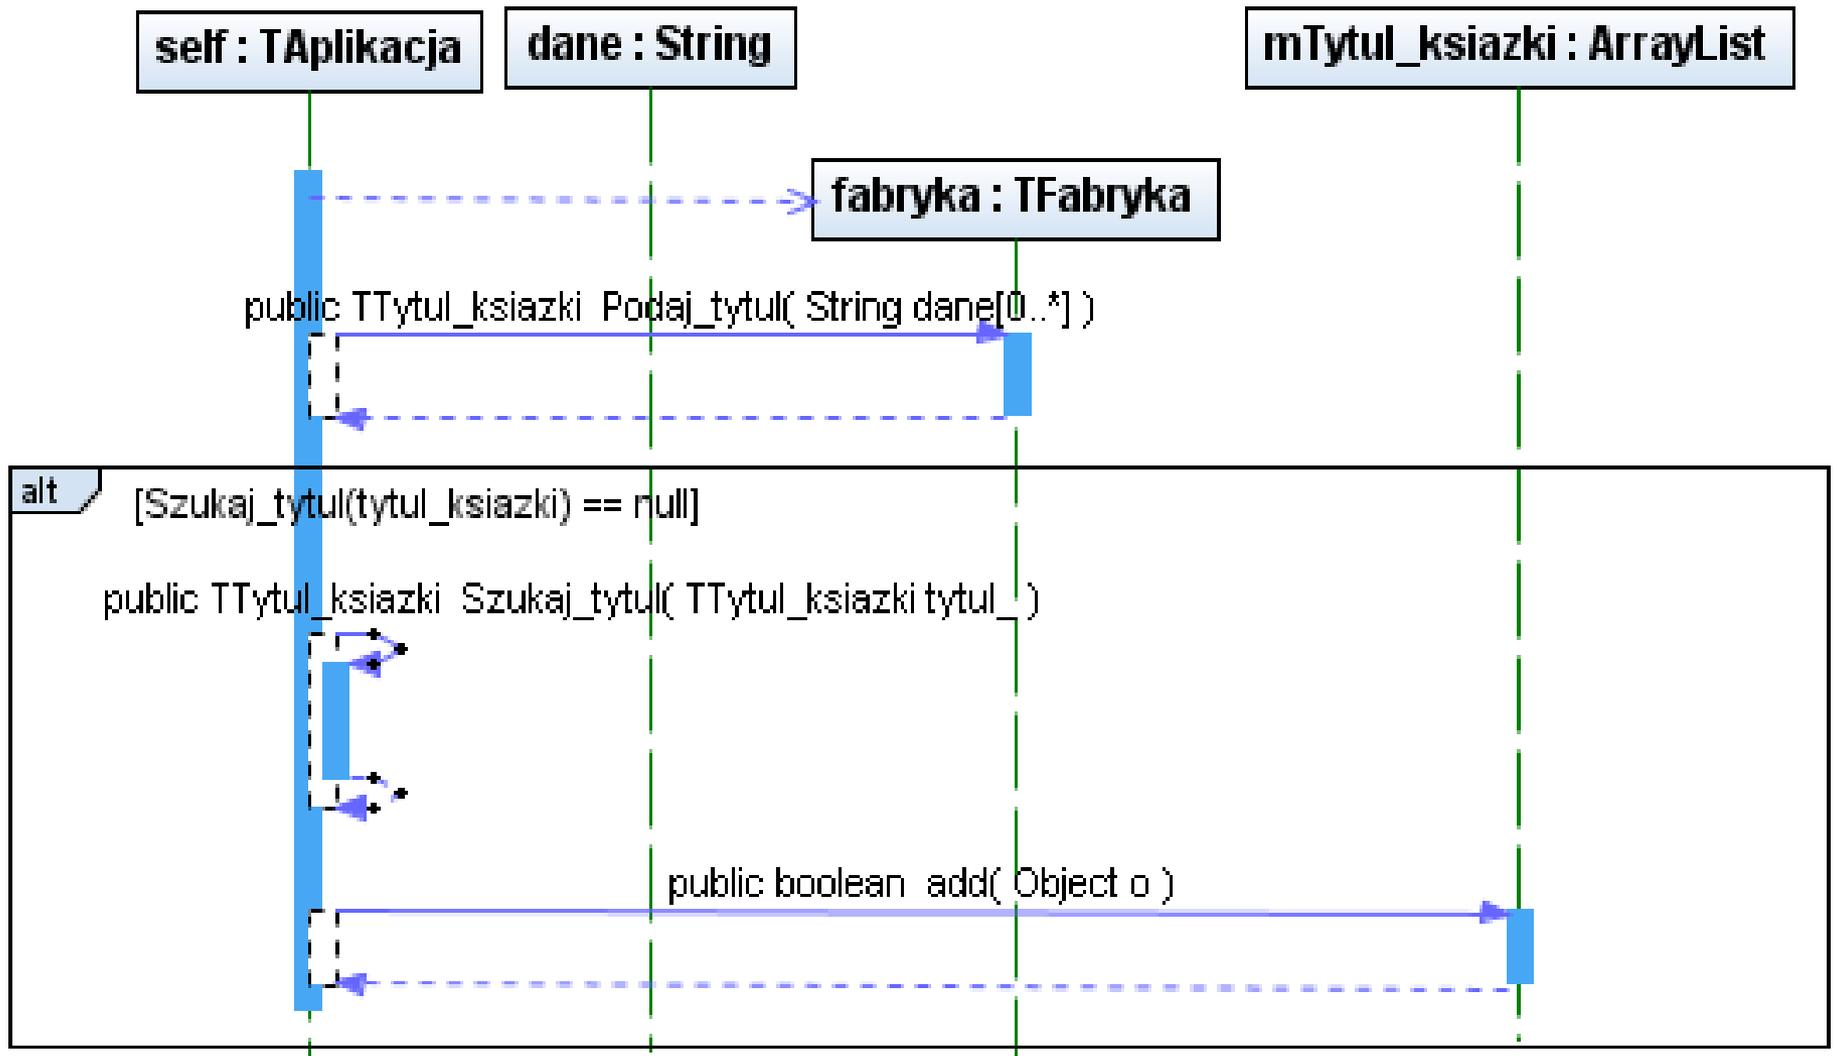 self : TAplikacja
dane : String
mTytul_ksiazki : ArrayList
fabryka : TFabryka
public TTytul_ksiazki  Podaj_tytul( String dane[0..*] )
alt
[Szukaj_tytul(tytul_ksiazki) == null]
public TTytul_ksiazki  Szukaj_tytul( TTytul_ksiazki tytul_ )
public boolean  add( Object o )